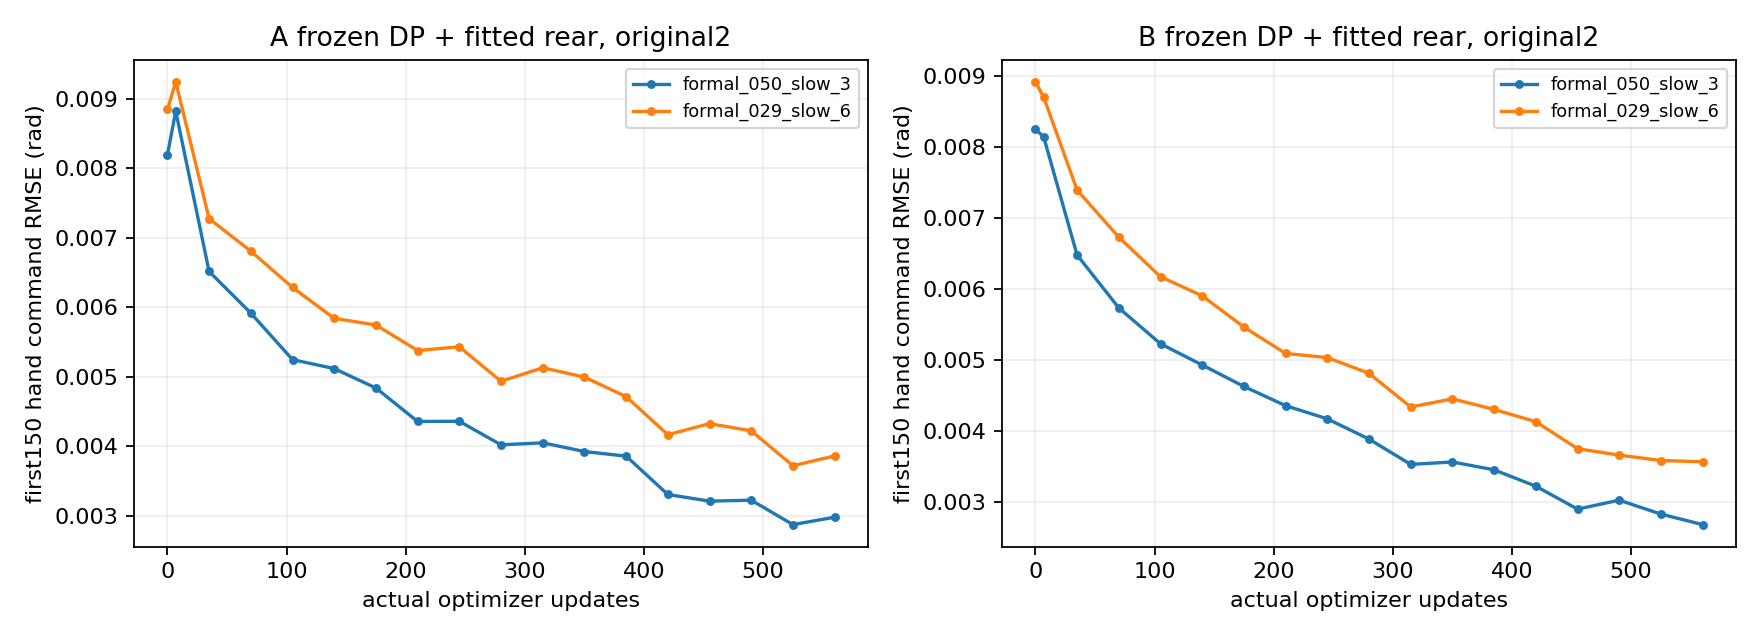 A frozen DP + fitted rear, original2
first150 hand command RMSE (rad)
0.009
0.008
0.007
0.006
0.005
0.004
0.003
formal_050_slow_3
formal_029_slow_6
0 100 200 300 400 500
actual optimizer updates
B frozen DP + fitted rear, original2
first150 hand command RMSE (rad)
0.009
0.008
0.007
0.006
0.005
0.004
0.003
formal_050_slow_3
formal_029_slow_6
0 100 200 300 400 500
actual optimizer updates